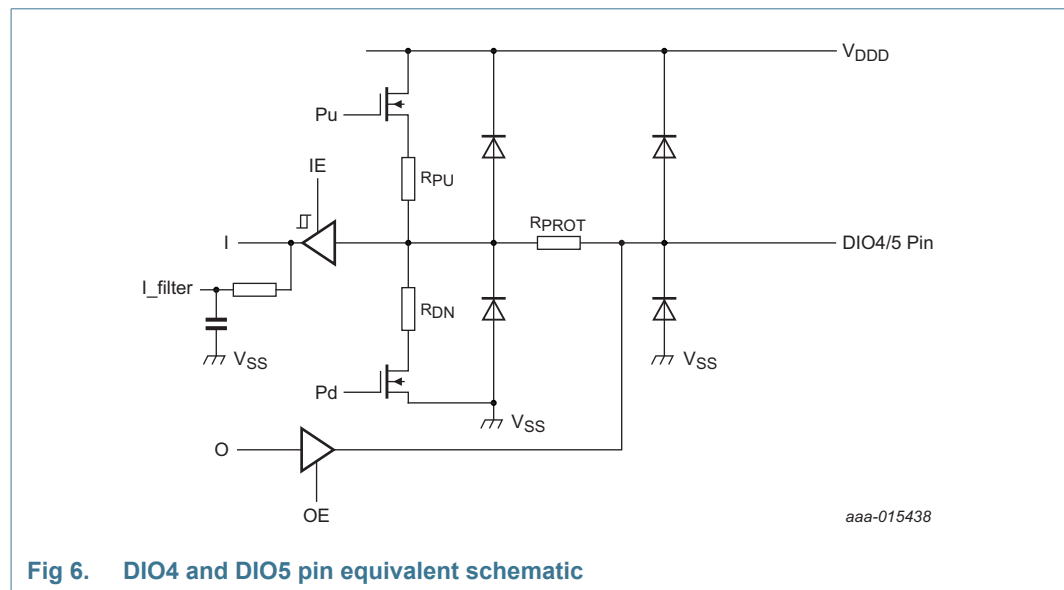 VDDD
Pu
IE
RPU
RPROT
I
DIO4/5 Pin
I_filter
RDN
VSS
VSS
Pd
VSS
O
OE
aaa-015438
Fig 6. DIO4 and DIO5 pin equivalent schematic